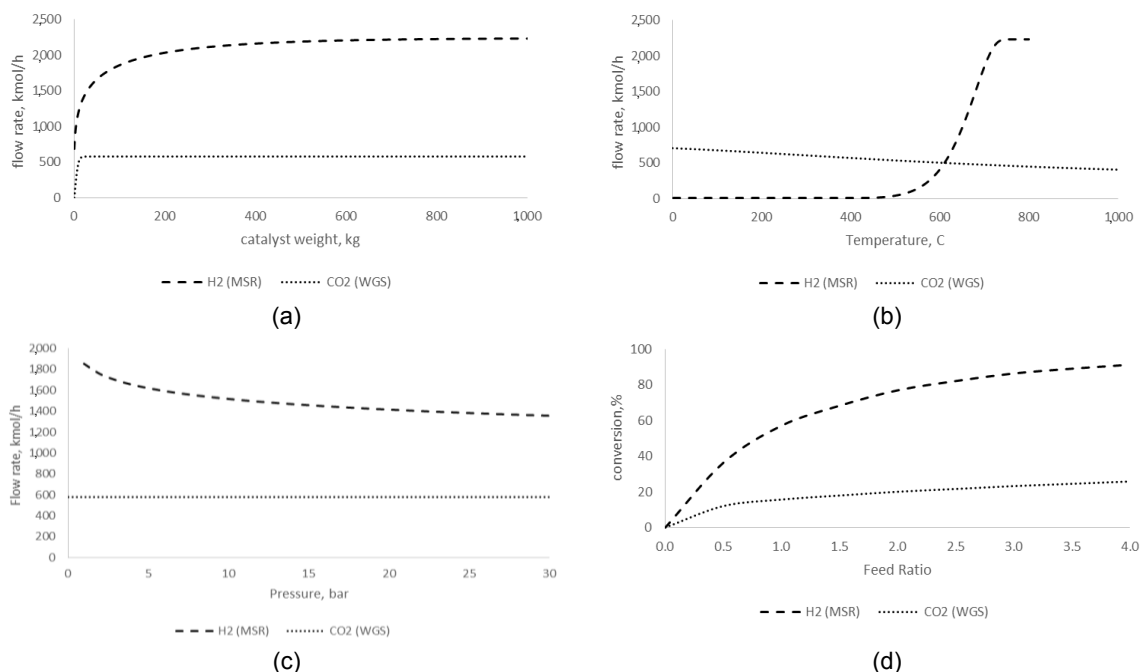 2,500
2,000
1,500
1,000
500
0
flow rate, kmol/h
0 200 400 600 800 1,000
catalyst weight, kg
H2 (MSR) CO2 (WGS)
(a)
2,500
2,000
1,500
1,000
500
0
flow rate, kmol/h
0 200 400 600 800 1,000
Temperature, C
H2 (MSR) CO2 (WGS)
(b)
2,000
1,800
1,600
1,400
1,200
1,000
800
600
400
200
0
Flow rate, kmol/h
0 5 10 15 20 25 30
Pressure, bar
H2 (MSR) CO2 (WGS)
(c)
100
80
60
40
20
0
conversion,%
0.0 0.5 1.0 1.5 2.0 2.5 3.0 3.5 4.0
Feed Ratio
H2 (MSR) CO2 (WGS)
(d)